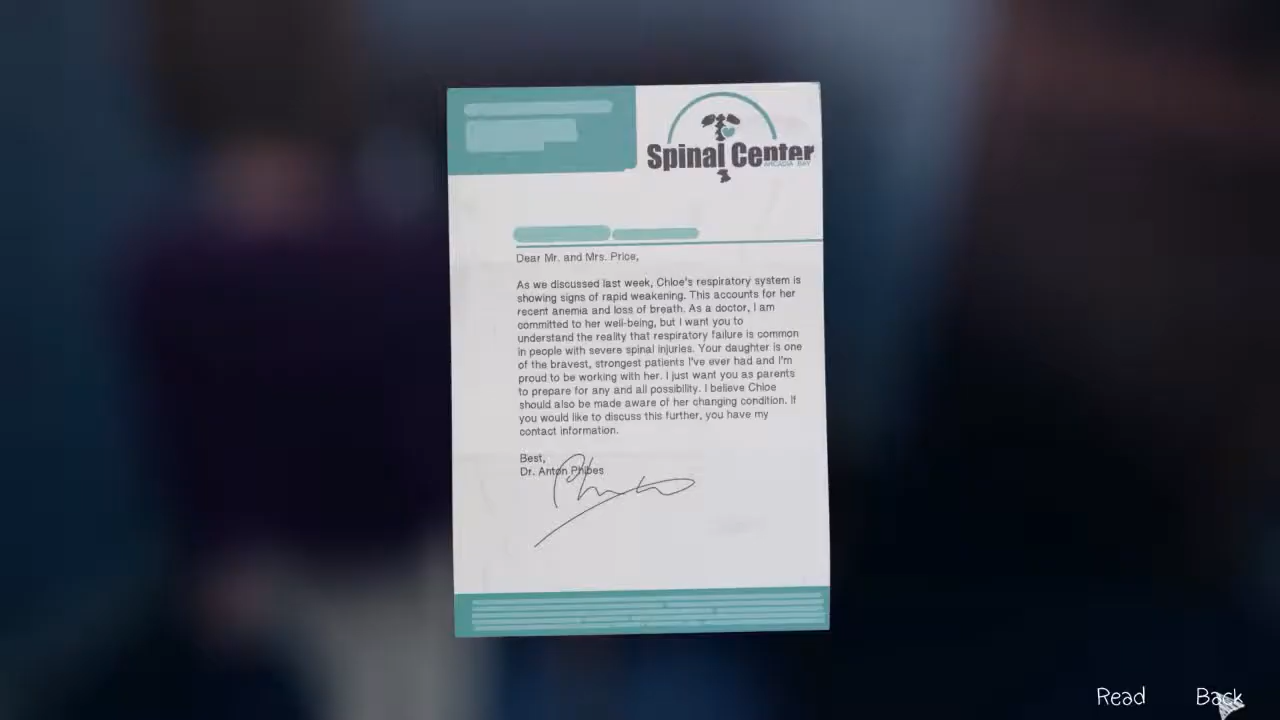 Spinal Center
ARCADIA BAY
Dear Mr. and Mrs. Price,
As we discussed last week, Chloe's respiratory system is
showing signs of rapid weakening. This accounts for her
recent anemia and loss of breath. As a doctor, I am
committed to her well-being, but I want you to
understand the reality that respiratory failure is common
in people with severe spinal injuries. Your daughter is one
of the bravest, strongest patients I've ever had and I'm
proud to be working with her. I just want you as parents
to prepare for any and all possibility. I believe Chloe
should also be made aware of her changing condition. If
you would like to discuss this further, you have my
contact information.
Best,
Dr. Anton Phibes
Read Back